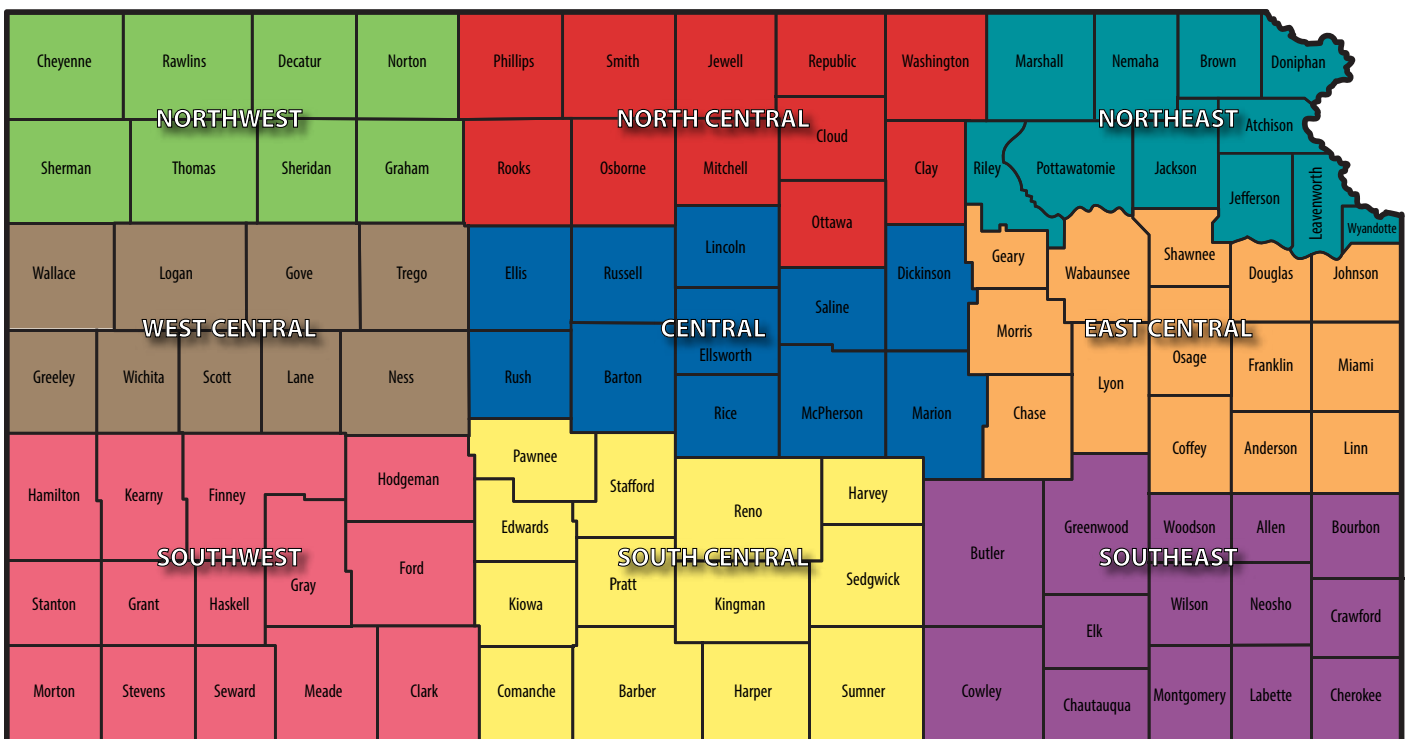 Cheyenne Rawlins Decatur Norton Phillips Smith Jewell Republic Washington Marshall Nemaha Brown Doniphan
NORTHWEST NORTH CENTRAL NORTHEAST
Cloud Atchison
Sherman Thomas Sheridan Graham Rooks Osborne Mitchell Clay Riley Pottawatomie Jackson
Jefferson Leavenworth
Ottawa Wyandotte
Lincoln Geary Shawnee
Wallace Logan Gove Trego Ellis Russell Dickinson Wabaunsee Douglas Johnson
Saline
WEST CENTRAL CENTRAL EAST CENTRAL
Morris
Ellsworth Osage
Greeley Wichita Scott Lane Ness Rush Barton Lyon Franklin Miami
Rice McPherson Marion Chase
Pawnee Coffey Anderson Linn
Hodgeman Stafford
Hamilton Kearny Finney Harvey
Reno
Edwards Greenwood Woodson Allen Bourbon
Butler
SOUTHWEST SOUTH CENTRAL SOUTHEAST
Ford Gray Pratt Sedgwick
Stanton Grant Haskell Kiowa Kingman Wilson Neosho
Crawford
Elk
Morton Stevens Seward Meade Clark Comanche Barber Harper Sumner Cowley Montgomery Labette Cherokee
Chautauqua